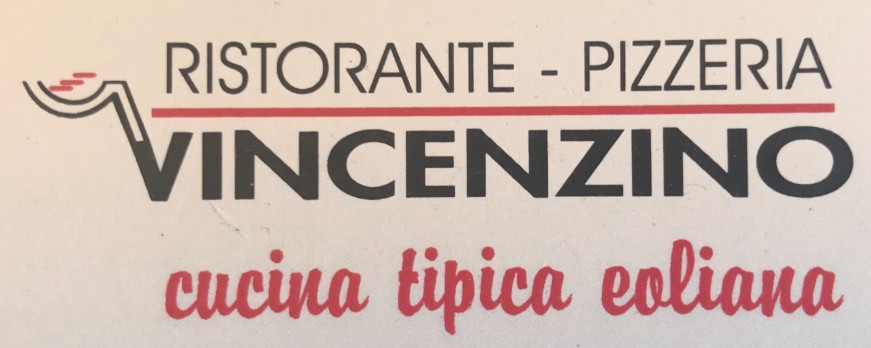 RISTORANTE - PIZZERIA
VINCENZINO
cucina tipica eoliana